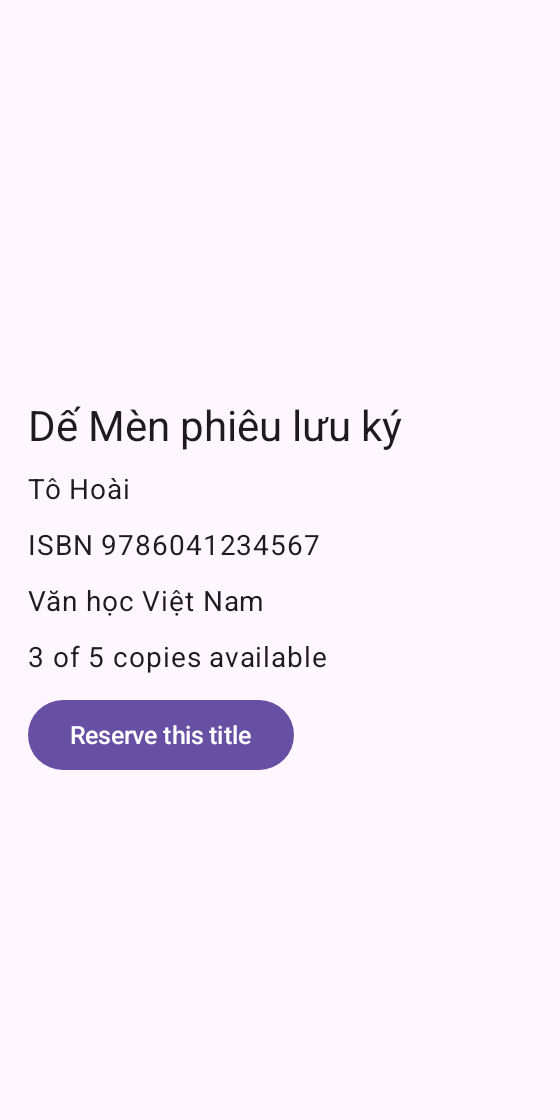 Dế Mèn phiêu lưu ký
Tô Hoài
ISBN 9786041234567
Văn học Việt Nam
3 of 5 copies available
Reserve this title